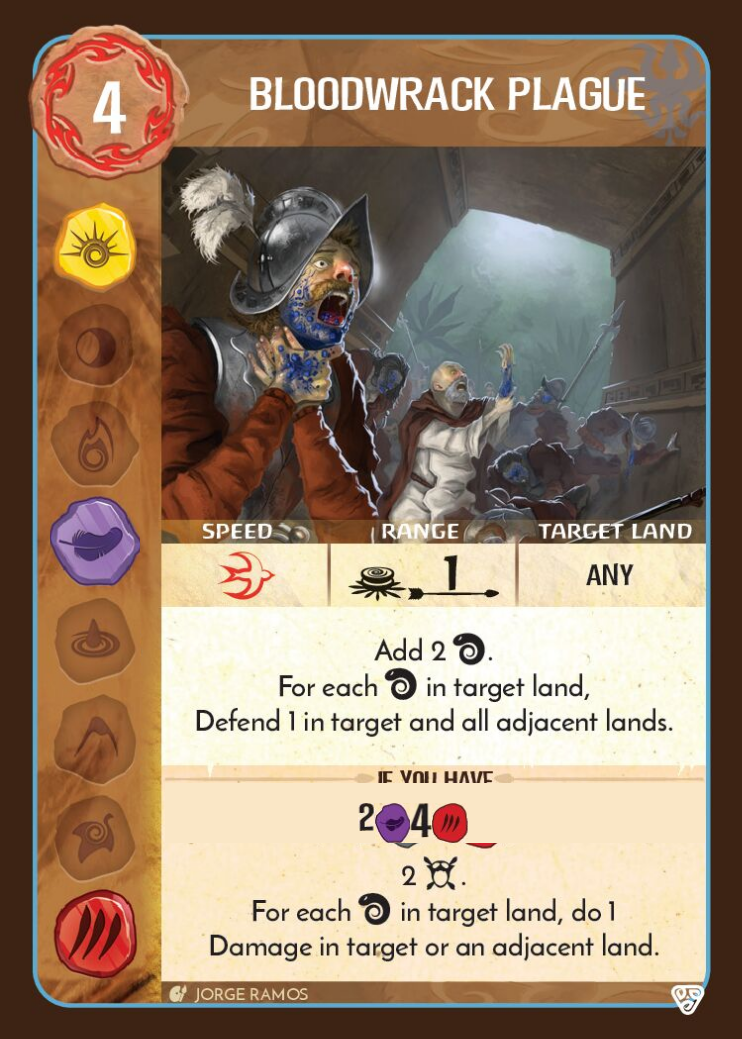 4
BLOODWRACK PLAGUE
SPEED RANGE TARGET LAND
1 ANY
Add 2 .
For each in target land,
Defend 1 in target and all adjacent lands.
IF YOU HAVE
2 4
2 .
For each in target land, do 1
Damage in target or an adjacent land.
JORGE RAMOS